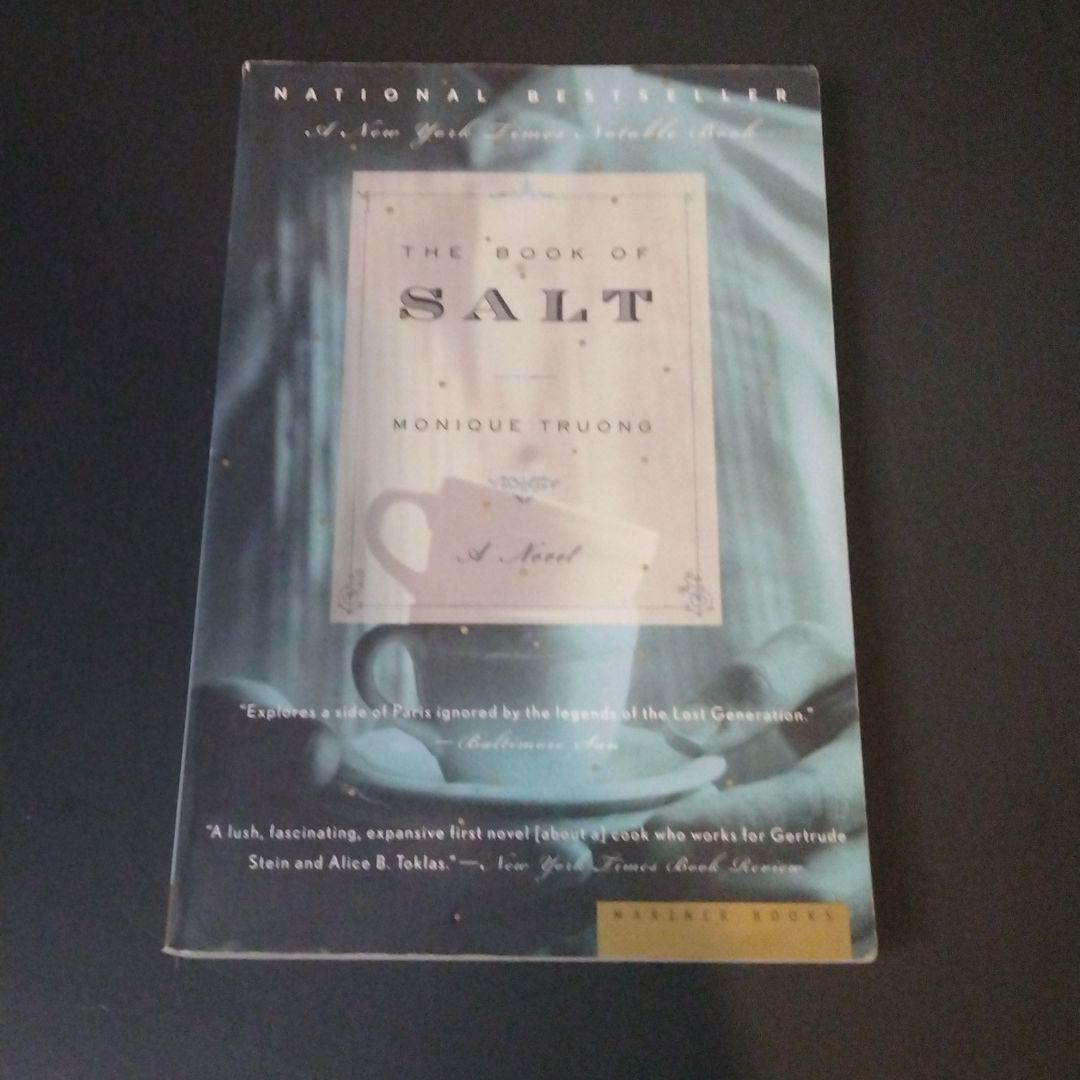 NATIONAL BESTSELLER
A New York Times Notable Book
THE BOOK OF
SALT
MONIQUE TRUONG
A Novel
"Explores a side of Paris ignored by the legends of the Lost Generation."
—Baltimore Sun
"A lush, fascinating, expansive first novel [about a] cook who works for Gertrude
Stein and Alice B. Toklas." —New York Times Book Review
MARINER BOOKS